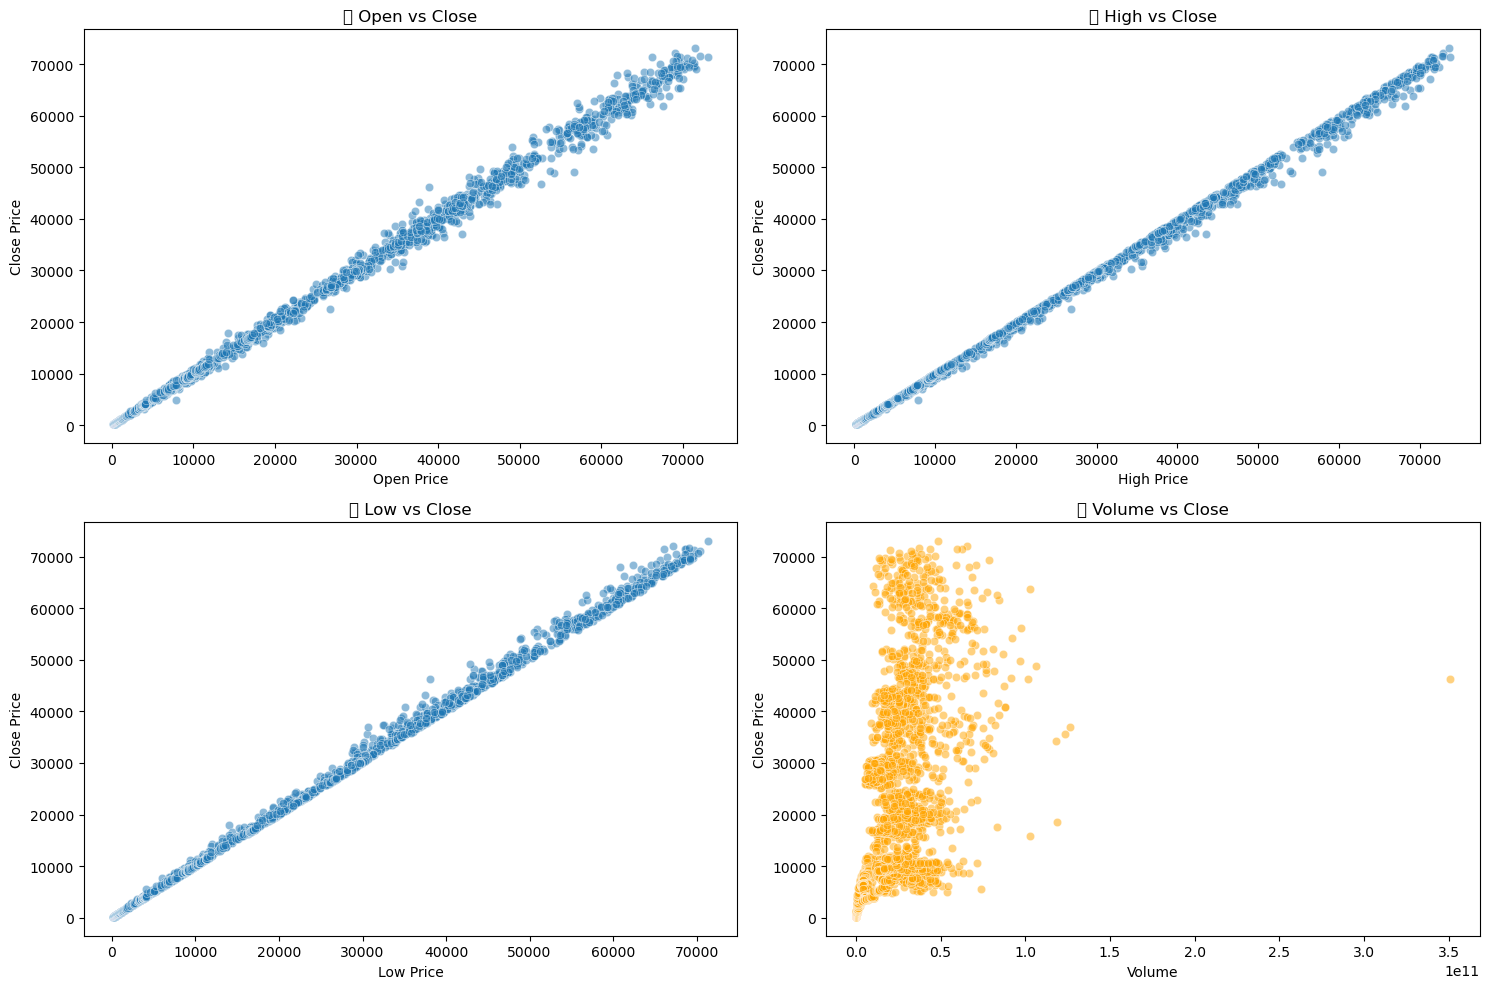 Open vs Close
70000
60000
50000
40000
30000
20000
10000
0
Close Price
0 10000 20000 30000 40000 50000 60000 70000
Open Price
High vs Close
70000
60000
50000
40000
30000
20000
10000
0
Close Price
0 10000 20000 30000 40000 50000 60000 70000
High Price
Low vs Close
70000
60000
50000
40000
30000
20000
10000
0
Close Price
0 10000 20000 30000 40000 50000 60000 70000
Low Price
Volume vs Close
70000
60000
50000
40000
30000
20000
10000
0
Close Price
0.0 0.5 1.0 1.5 2.0 2.5 3.0 3.5
1e11
Volume